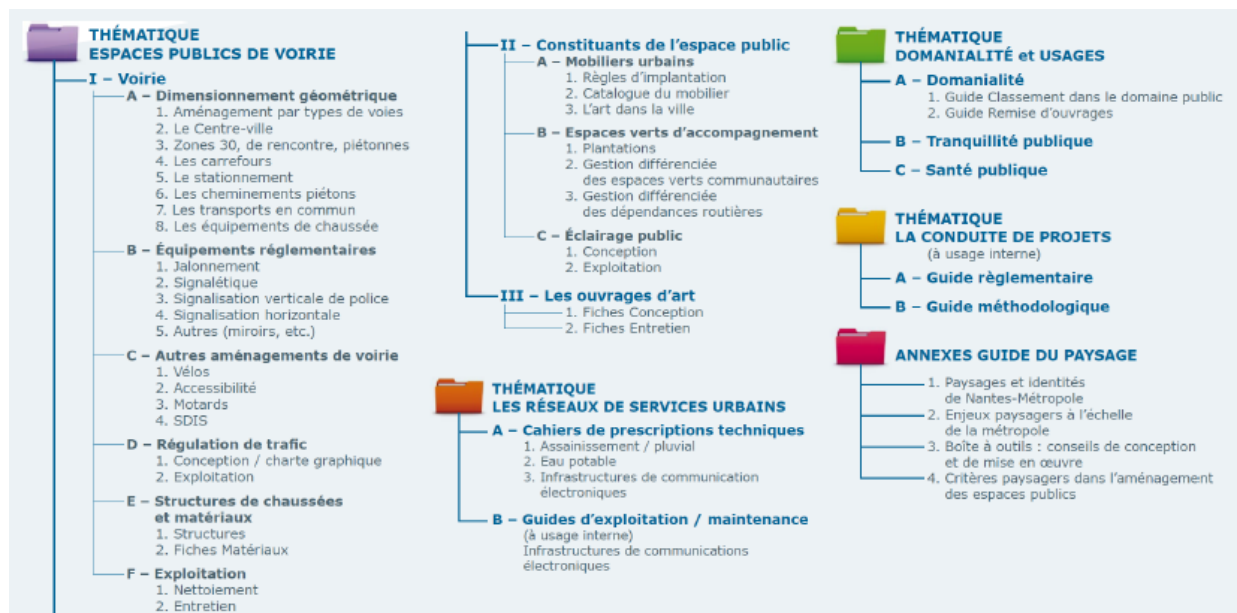 THÉMATIQUE
ESPACES PUBLICS DE VOIRIE
I – Voirie
A – Dimensionnement géométrique
1. Aménagement par types de voies
2. Le Centre-ville
3. Zones 30, de rencontre, piétonnes
4. Les carrefours
5. Le stationnement
6. Les cheminements piétons
7. Les transports en commun
8. Les équipements de chaussée
B – Équipements réglementaires
1. Jalonnement
2. Signalétique
3. Signalisation verticale de police
4. Signalisation horizontale
5. Autres (miroirs, etc.)
C – Autres aménagements de voirie
1. Vélos
2. Accessibilité
3. Motards
4. SDIS
D – Régulation de trafic
1. Conception / charte graphique
2. Exploitation
E – Structures de chaussées
et matériaux
1. Structures
2. Fiches Matériaux
F – Exploitation
1. Nettoiement
2. Entretien
II – Constituants de l'espace public
A – Mobiliers urbains
1. Règles d'implantation
2. Catalogue du mobilier
3. L'art dans la ville
B – Espaces verts d'accompagnement
1. Plantations
2. Gestion différenciée
des espaces verts communautaires
3. Gestion différenciée
des dépendances routières
C – Éclairage public
1. Conception
2. Exploitation
III – Les ouvrages d'art
1. Fiches Conception
2. Fiches Entretien
THÉMATIQUE
LES RÉSEAUX DE SERVICES URBAINS
A – Cahiers de prescriptions techniques
1. Assainissement / pluvial
2. Eau potable
3. Infrastructures de communication
électroniques
B – Guides d'exploitation / maintenance
(à usage interne)
Infrastructures de communications
électroniques
THÉMATIQUE
DOMANIALITÉ et USAGES
A – Domanialité
1. Guide Classement dans le domaine public
2. Guide Remise d'ouvrages
B – Tranquillité publique
C – Santé publique
THÉMATIQUE
LA CONDUITE DE PROJETS
(à usage interne)
A – Guide règlementaire
B – Guide méthodologique
ANNEXES GUIDE DU PAYSAGE
1. Paysages et identités
de Nantes-Métropole
2. Enjeux paysagers à l'échelle
de la métropole
3. Boîte à outils : conseils de conception
et de mise en œuvre
4. Critères paysagers dans l'aménagement
des espaces publics